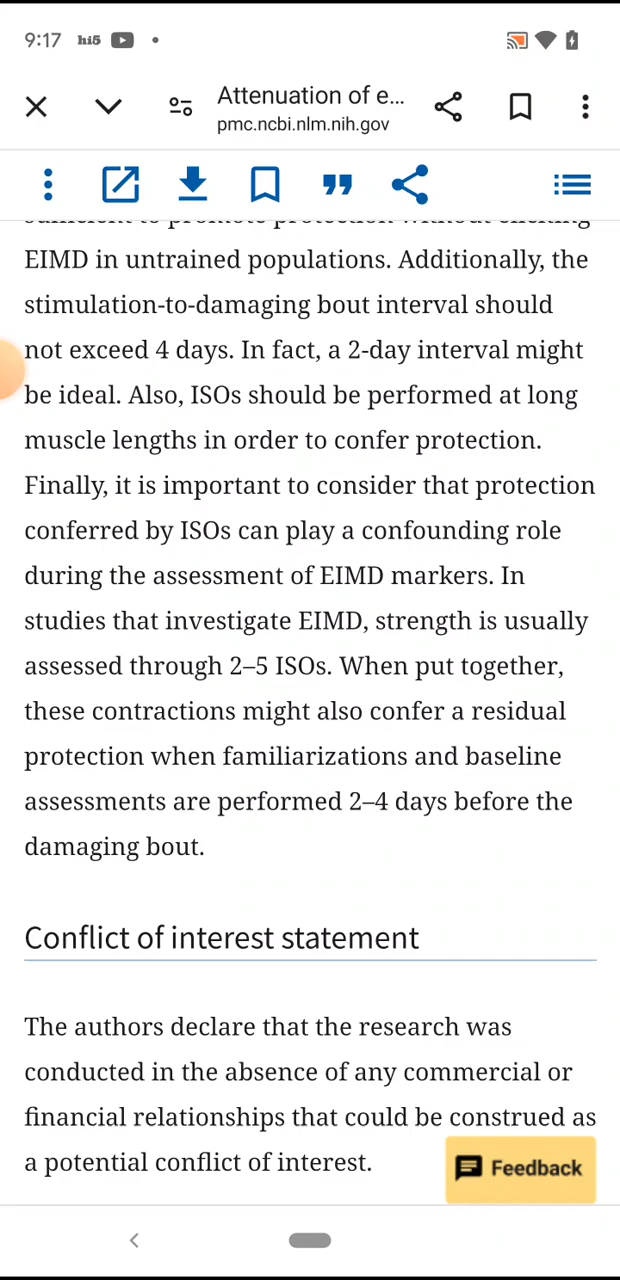 9:17 hi5
Attenuation of e...
pmc.ncbi.nlm.nih.gov
sufficient to promote protection without eliciting
EIMD in untrained populations. Additionally, the
stimulation-to-damaging bout interval should
not exceed 4 days. In fact, a 2-day interval might
be ideal. Also, ISOs should be performed at long
muscle lengths in order to confer protection.
Finally, it is important to consider that protection
conferred by ISOs can play a confounding role
during the assessment of EIMD markers. In
studies that investigate EIMD, strength is usually
assessed through 2–5 ISOs. When put together,
these contractions might also confer a residual
protection when familiarizations and baseline
assessments are performed 2–4 days before the
damaging bout.
Conflict of interest statement
The authors declare that the research was
conducted in the absence of any commercial or
financial relationships that could be construed as
a potential conflict of interest.
Feedback